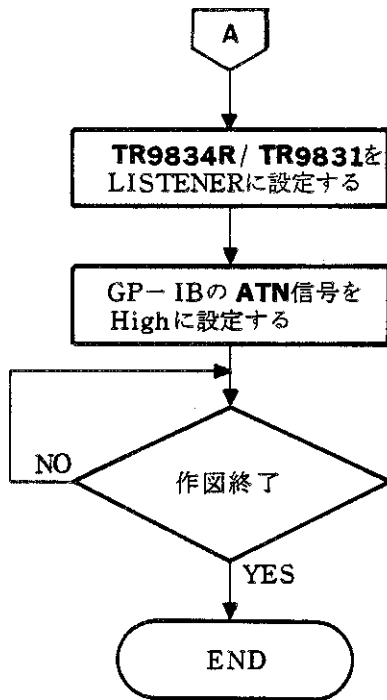 A
TR9834R/ TR9831を
LISTENERに設定する
GP－IBの ATN信号を
Highに設定する
NO
作図終了
YES
END